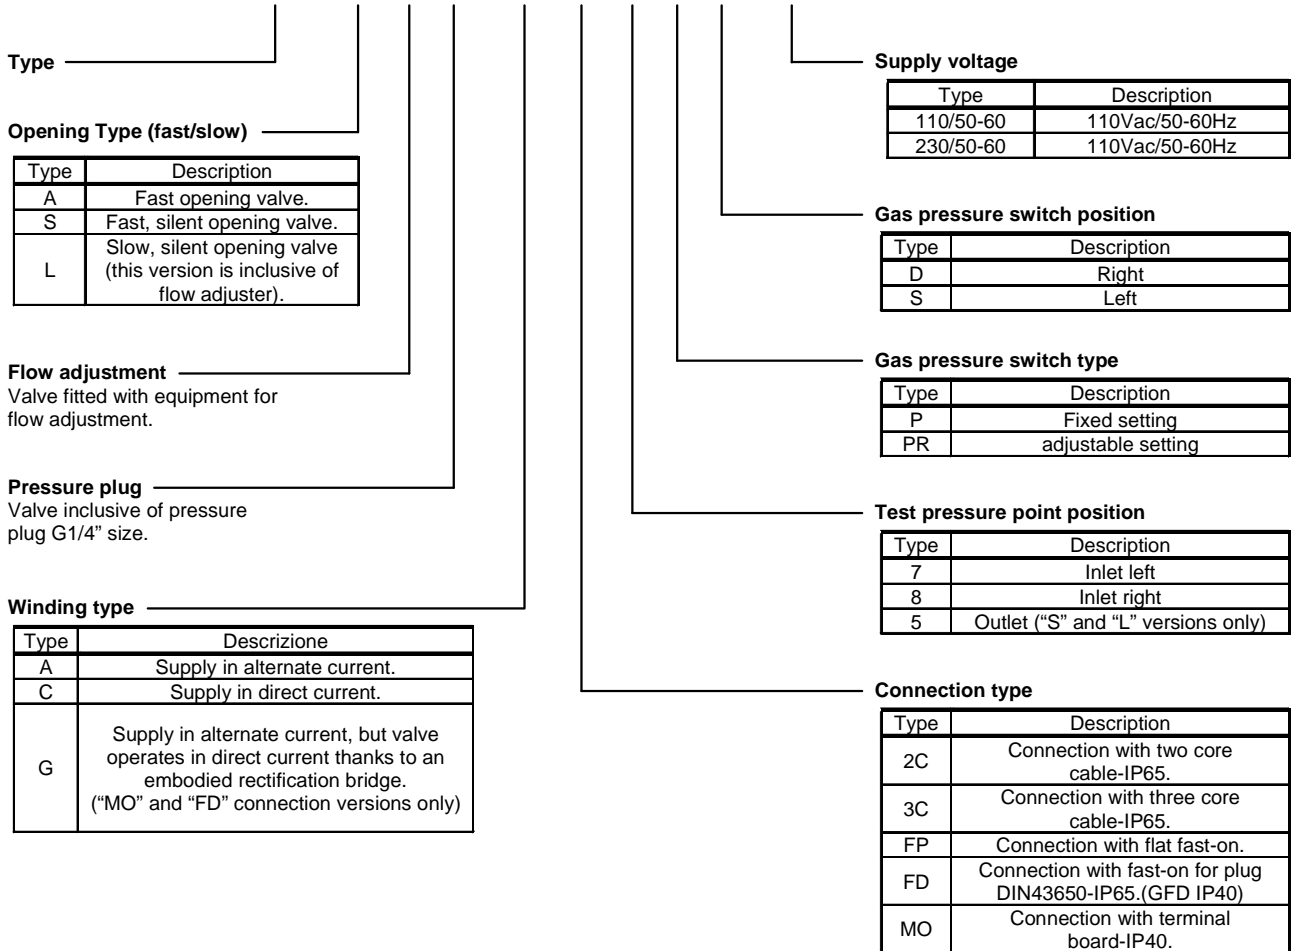 Type
Opening Type (fast/slow)
Type Description
A Fast opening valve.
S Fast, silent opening valve.
L Slow, silent opening valve
(this version is inclusive of
flow adjuster).
Flow adjustment
Valve fitted with equipment for
flow adjustment.
Pressure plug
Valve inclusive of pressure
plug G1/4” size.
Winding type
Type Descrizione
A Supply in alternate current.
C Supply in direct current.
G Supply in alternate current, but valve
operates in direct current thanks to an
embodied rectification bridge.
(“MO” and “FD” connection versions only)
Supply voltage
Type Description
110/50-60 110Vac/50-60Hz
230/50-60 110Vac/50-60Hz
Gas pressure switch position
Type Description
D Right
S Left
Gas pressure switch type
Type Description
P Fixed setting
PR adjustable setting
Test pressure point position
Type Description
7 Inlet left
8 Inlet right
5 Outlet (“S” and “L” versions only)
Connection type
Type Description
2C Connection with two core
cable-IP65.
3C Connection with three core
cable-IP65.
FP Connection with flat fast-on.
FD Connection with fast-on for plug
DIN43650-IP65.(GFD IP40)
MO Connection with terminal
board-IP40.